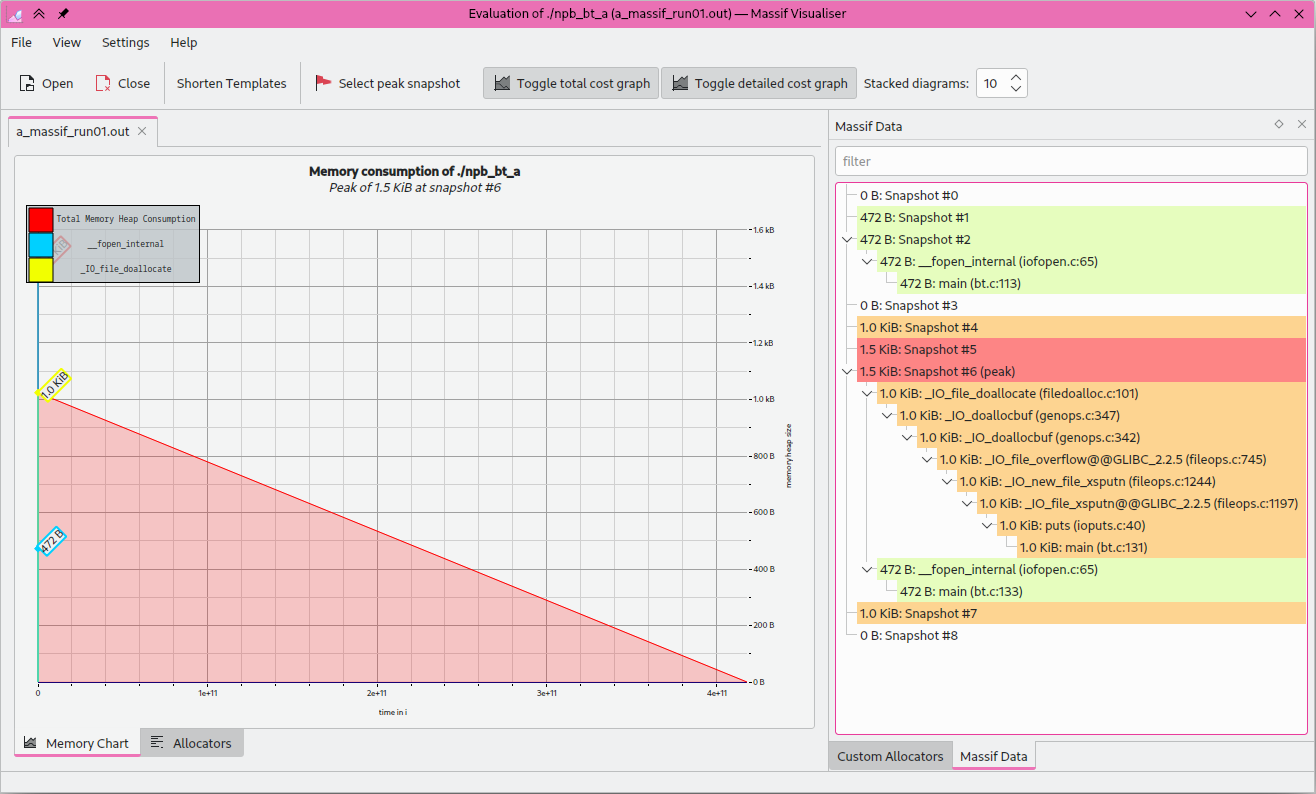 Evaluation of ./npb_bt_a (a_massif_run01.out) — Massif Visualiser
File View Settings Help
Open Close Shorten Templates Select peak snapshot Toggle total cost graph Toggle detailed cost graph Stacked diagrams: 10
a_massif_run01.out
Memory consumption of ./npb_bt_a
Peak of 1.5 KiB at snapshot #6
Total Memory Heap Consumption
__fopen_internal
_IO_file_doallocate
1.6 kB
1.4 kB
1.2 kB
1.0 kB
800 B
600 B
400 B
200 B
0 B
memory heap size
1.0 KiB
472 B
0 1e+11 2e+11 3e+11 4e+11
time in i
Memory Chart Allocators
Massif Data
filter
0 B: Snapshot #0
472 B: Snapshot #1
472 B: Snapshot #2
472 B: __fopen_internal (iofopen.c:65)
472 B: main (bt.c:113)
0 B: Snapshot #3
1.0 KiB: Snapshot #4
1.5 KiB: Snapshot #5
1.5 KiB: Snapshot #6 (peak)
1.0 KiB: _IO_file_doallocate (filedoalloc.c:101)
1.0 KiB: _IO_doallocbuf (genops.c:347)
1.0 KiB: _IO_doallocbuf (genops.c:342)
1.0 KiB: _IO_file_overflow@@GLIBC_2.2.5 (fileops.c:745)
1.0 KiB: _IO_new_file_xsputn (fileops.c:1244)
1.0 KiB: _IO_file_xsputn@@GLIBC_2.2.5 (fileops.c:1197)
1.0 KiB: puts (ioputs.c:40)
1.0 KiB: main (bt.c:131)
472 B: __fopen_internal (iofopen.c:65)
472 B: main (bt.c:133)
1.0 KiB: Snapshot #7
0 B: Snapshot #8
Custom Allocators Massif Data